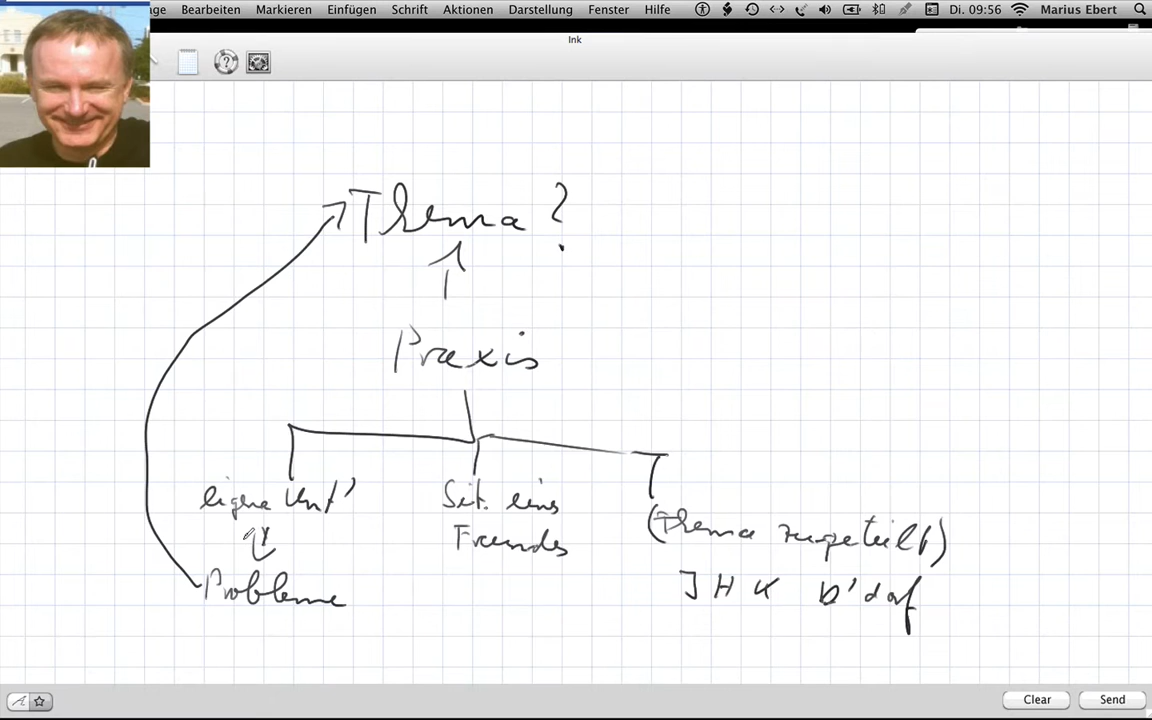 age Bearbeiten Markieren Einfügen Schrift Aktionen Darstellung Fenster Hilfe Di. 09:56 Marius Ebert
Ink
Thema ?
Praxis
eigene Unt'
Sit. eines
Freundes
(Thema zugeteilt)
Probleme
IHK D'dorf
Clear Send